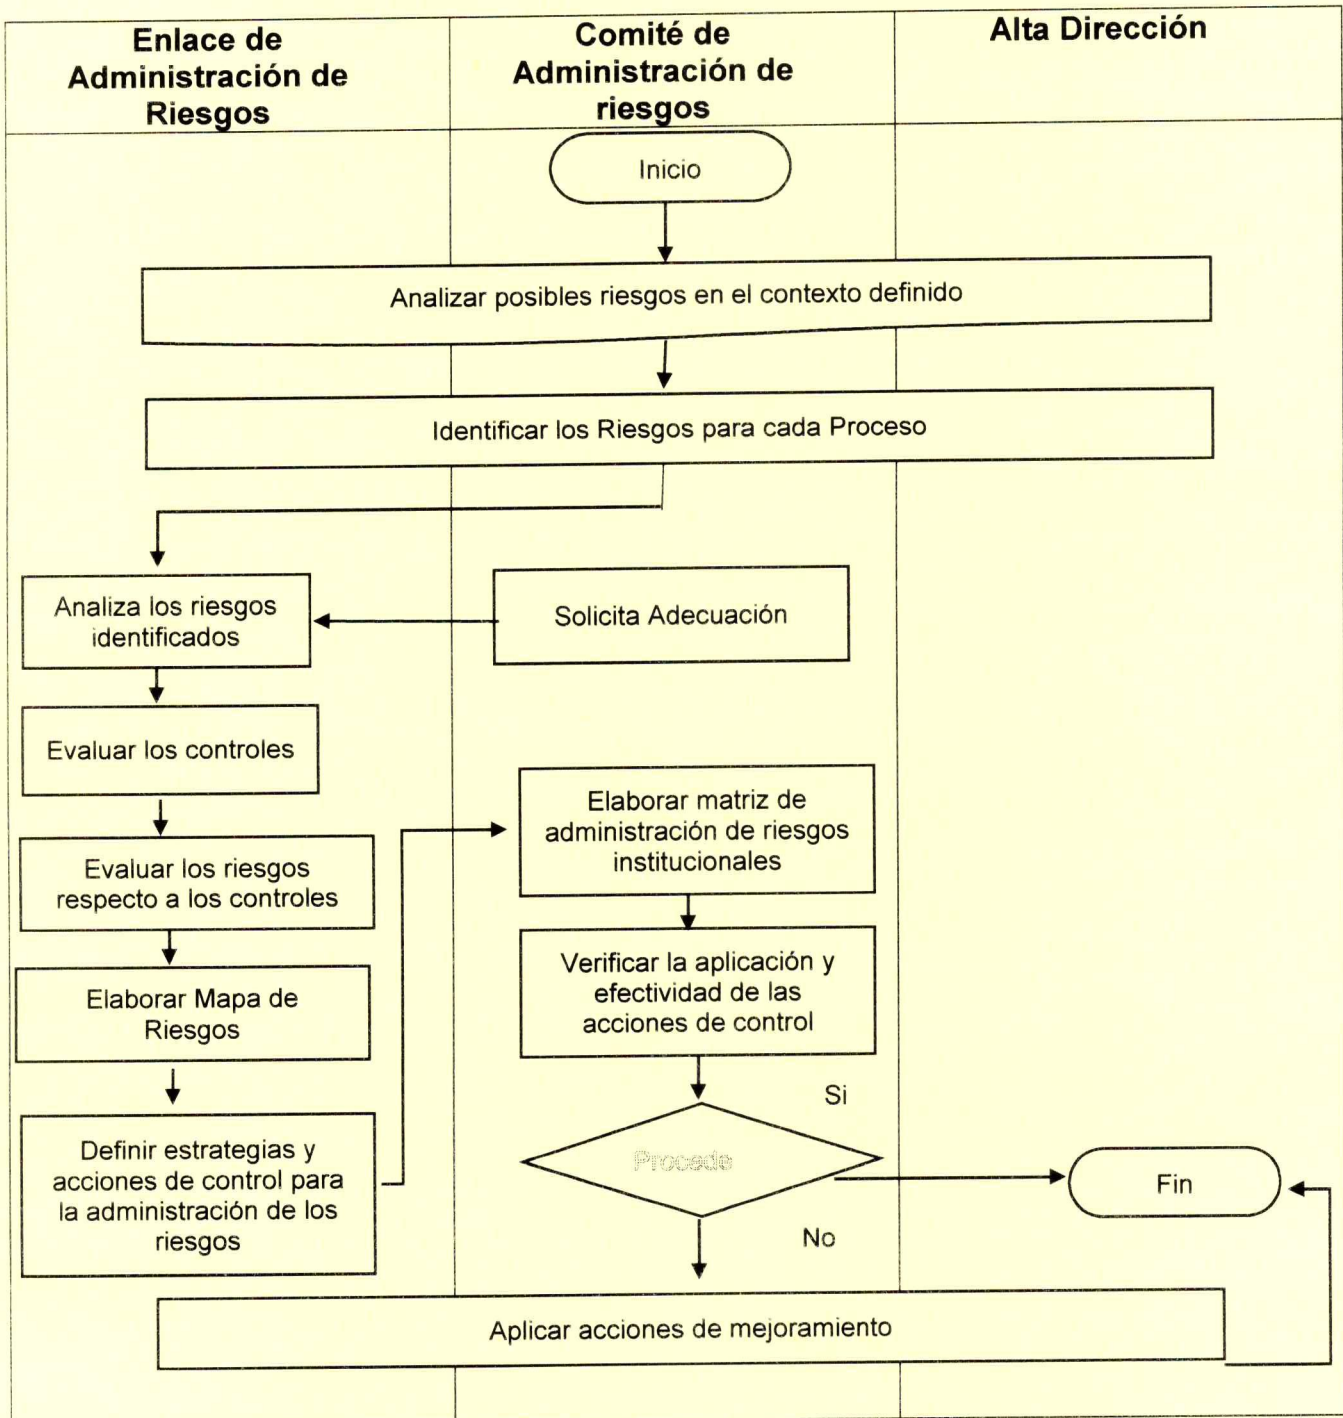 Enlace de
Administración de
Riesgos
Comité de
Administración de
riesgos
Alta Dirección
Inicio
Analizar posibles riesgos en el contexto definido
Identificar los Riesgos para cada Proceso
Analiza los riesgos
identificados
Solicita Adecuación
Evaluar los controles
Evaluar los riesgos
respecto a los controles
Elaborar Mapa de
Riesgos
Definir estrategias y
acciones de control para
la administración de los
riesgos
Elaborar matriz de
administración de riesgos
institucionales
Verificar la aplicación y
efectividad de las
acciones de control
Si
Procede
Fin
No
Aplicar acciones de mejoramiento